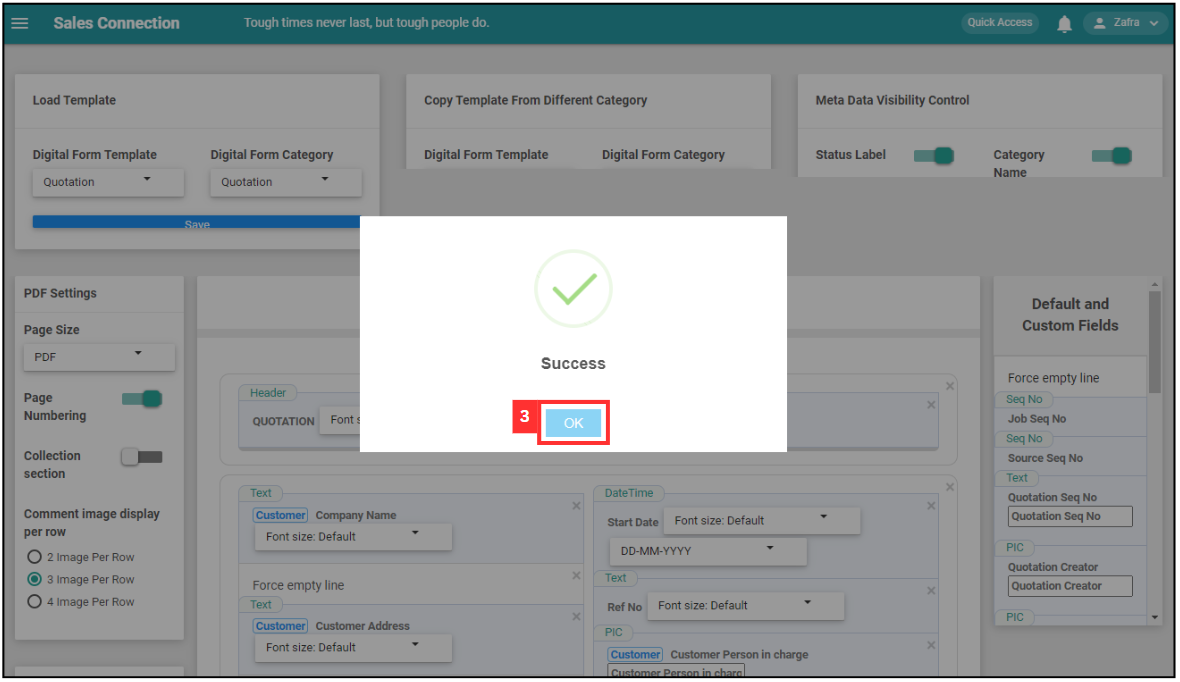 Sales Connection
Tough times never last, but tough people do.
Quick Access
Zafra
Load Template
Digital Form Template
Digital Form Category
Quotation
Quotation
Save
Copy Template From Different Category
Digital Form Template
Digital Form Category
Meta Data Visibility Control
Status Label
Category
Name
PDF Settings
Page Size
PDF
Page
Numbering
Collection
section
Comment image display
per row
2 Image Per Row
3 Image Per Row
4 Image Per Row
Success
3
OK
Header
×
×
QUOTATION
Font s
×
Text
×
Customer Company Name
Font size: Default
Force empty line
×
Text
×
Customer Customer Address
Font size: Default
DateTime
×
Start Date
Font size: Default
DD-MM-YYYY
Text
×
Ref No
Font size: Default
PIC
×
Customer Customer Person in charge
Customer Person in charg
Default and
Custom Fields
Force empty line
Seq No
Job Seq No
Seq No
Source Seq No
Text
Quotation Seq No
Quotation Seq No
PIC
Quotation Creator
Quotation Creator
PIC